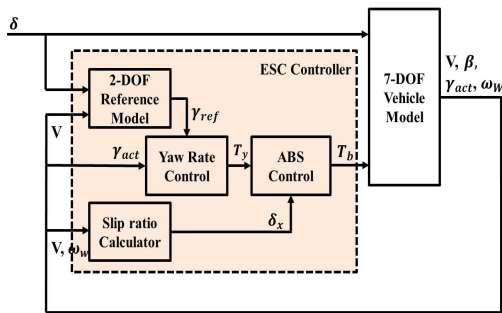 δ
ESC Controller
2-DOF
Reference
Model
7-DOF
Vehicle
Model
V, β,
γact, ωW
V
γref
γact
Yaw Rate
Control
Ty
ABS
Control
Tb
Slip ratio
Calculator
δx
V, ωw